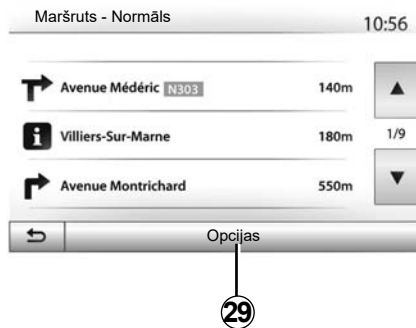 Maršruts - Normāls 10:56
Avenue Médéric N303 140m
Villiers-Sur-Marne 180m
1/9
Avenue Montrichard 550m
Opcijas
29